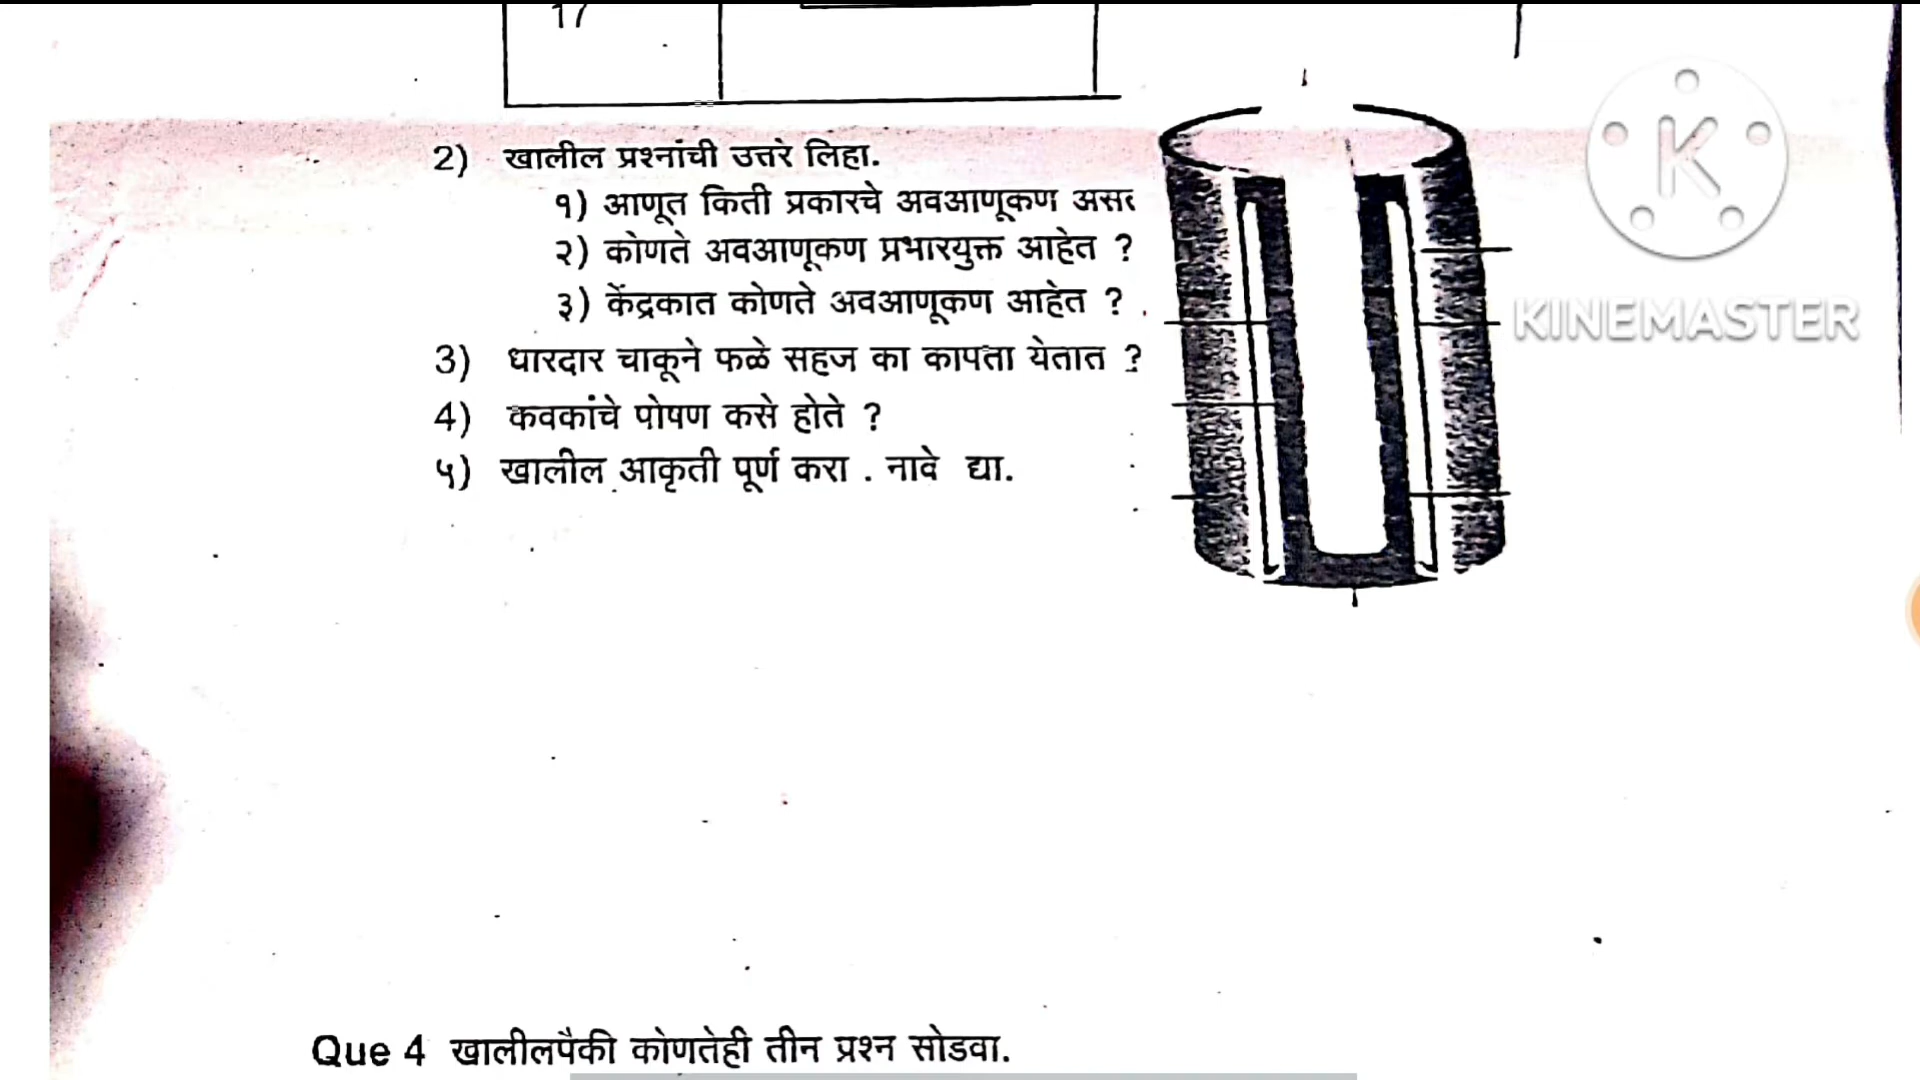 17
2) खालील प्रश्नांची उत्तरे लिहा.
१) आणूत किती प्रकारचे अवआणूकण
२) कोणते अवआणूकण प्रभारयुक्त आहेत ?
३) केंद्रकात कोणते अवआणूकण आहेत ?
3) धारदार चाकूने फळे सहज का कापता येतात ?
4) कवकांचे पोषण कसे होते ?
५) खालील आकृती पूर्ण करा . नावे द्या.
KINEMASTER
Que 4 खालीलपैकी कोणतेही तीन प्रश्न सोडवा.